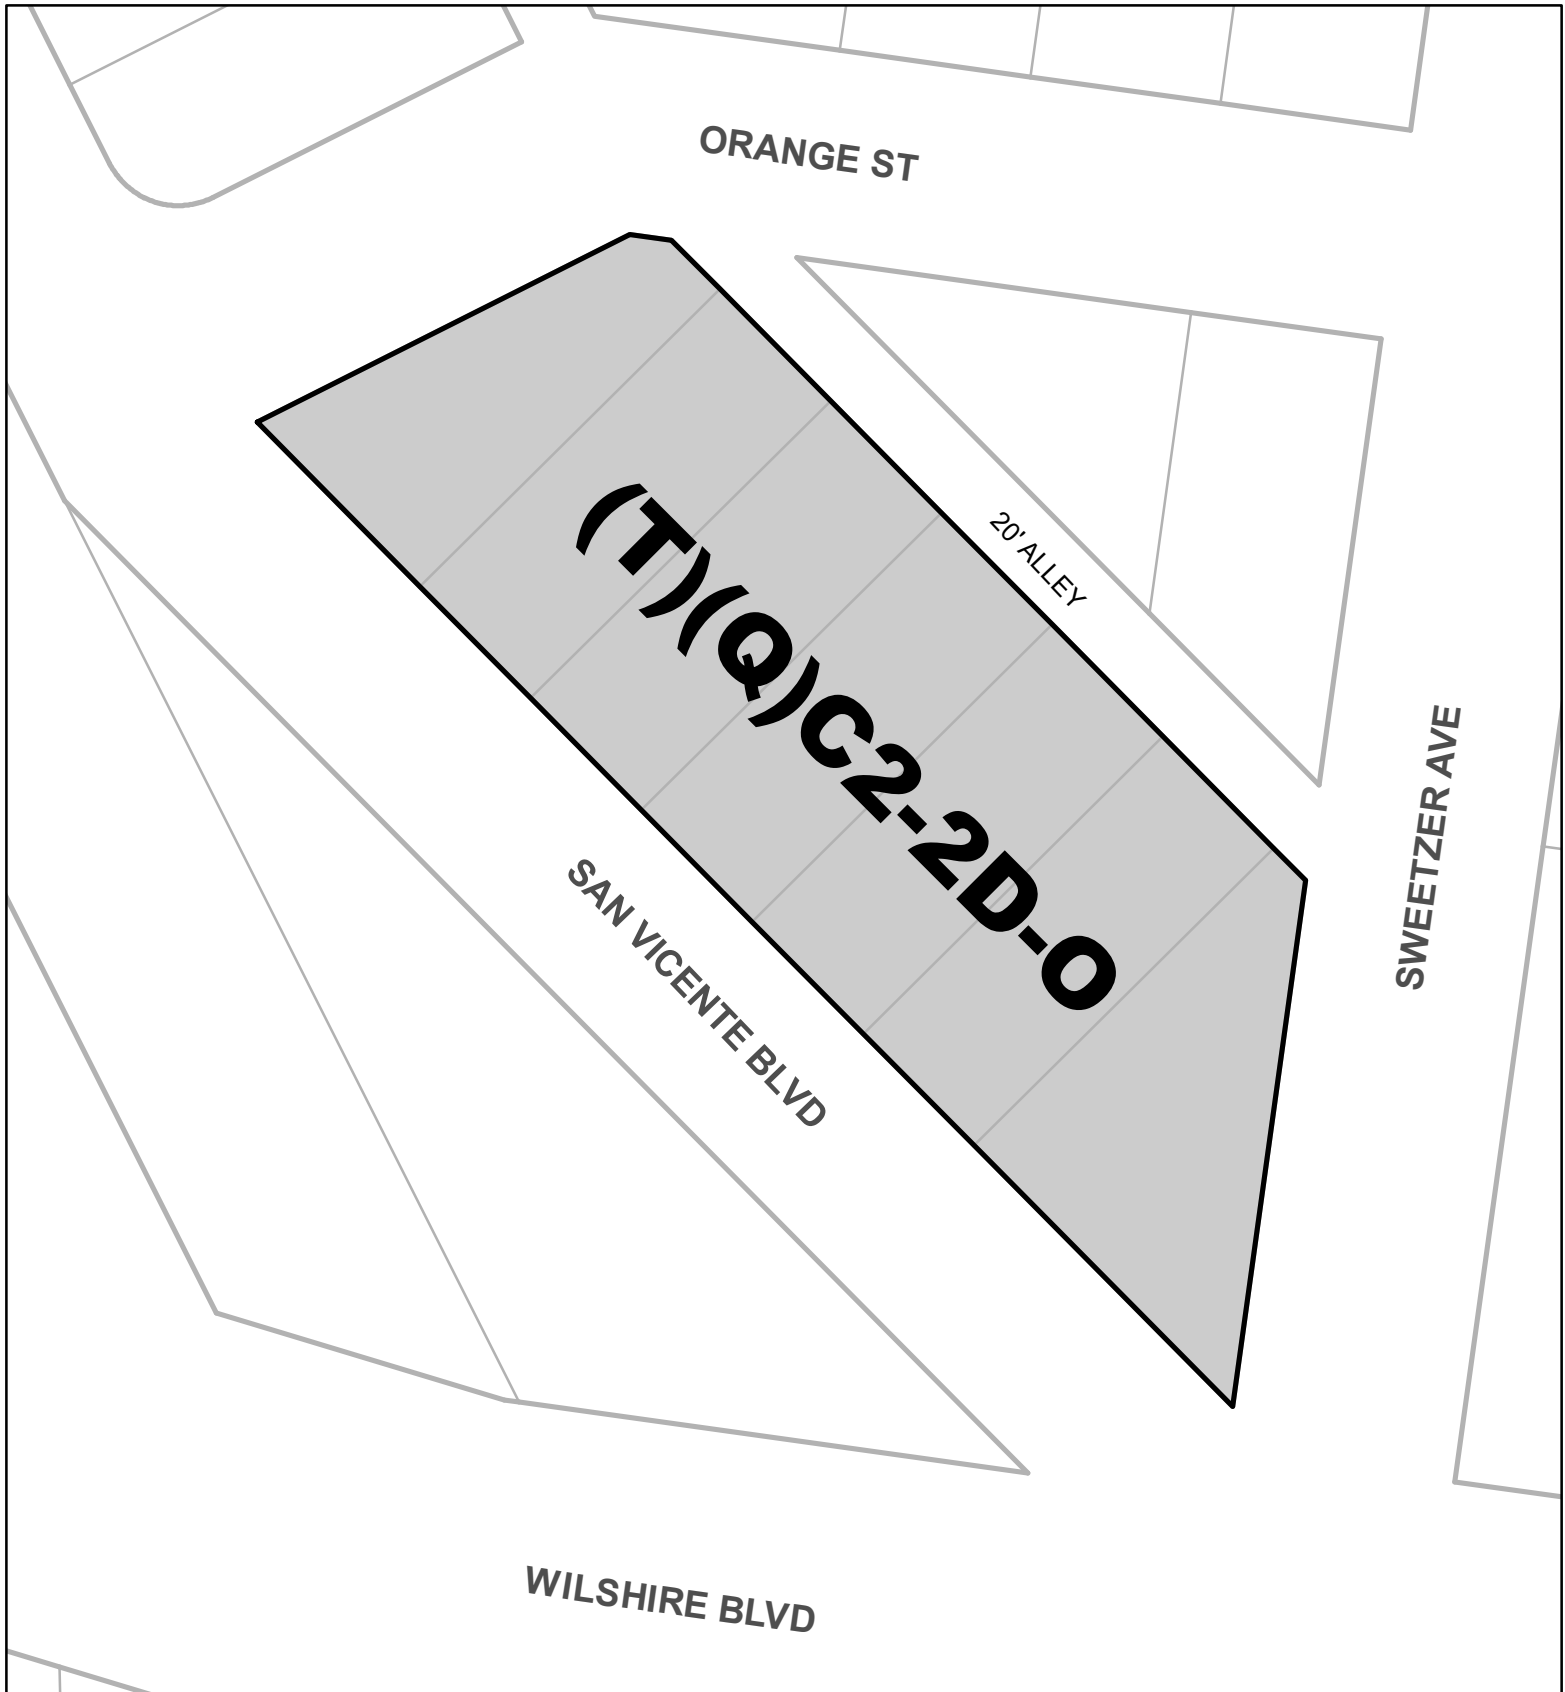 ORANGE ST
20' ALLEY
(T)(Q)C2-2D-O
SWEETZER AVE
SAN VICENTE BLVD
WILSHIRE BLVD